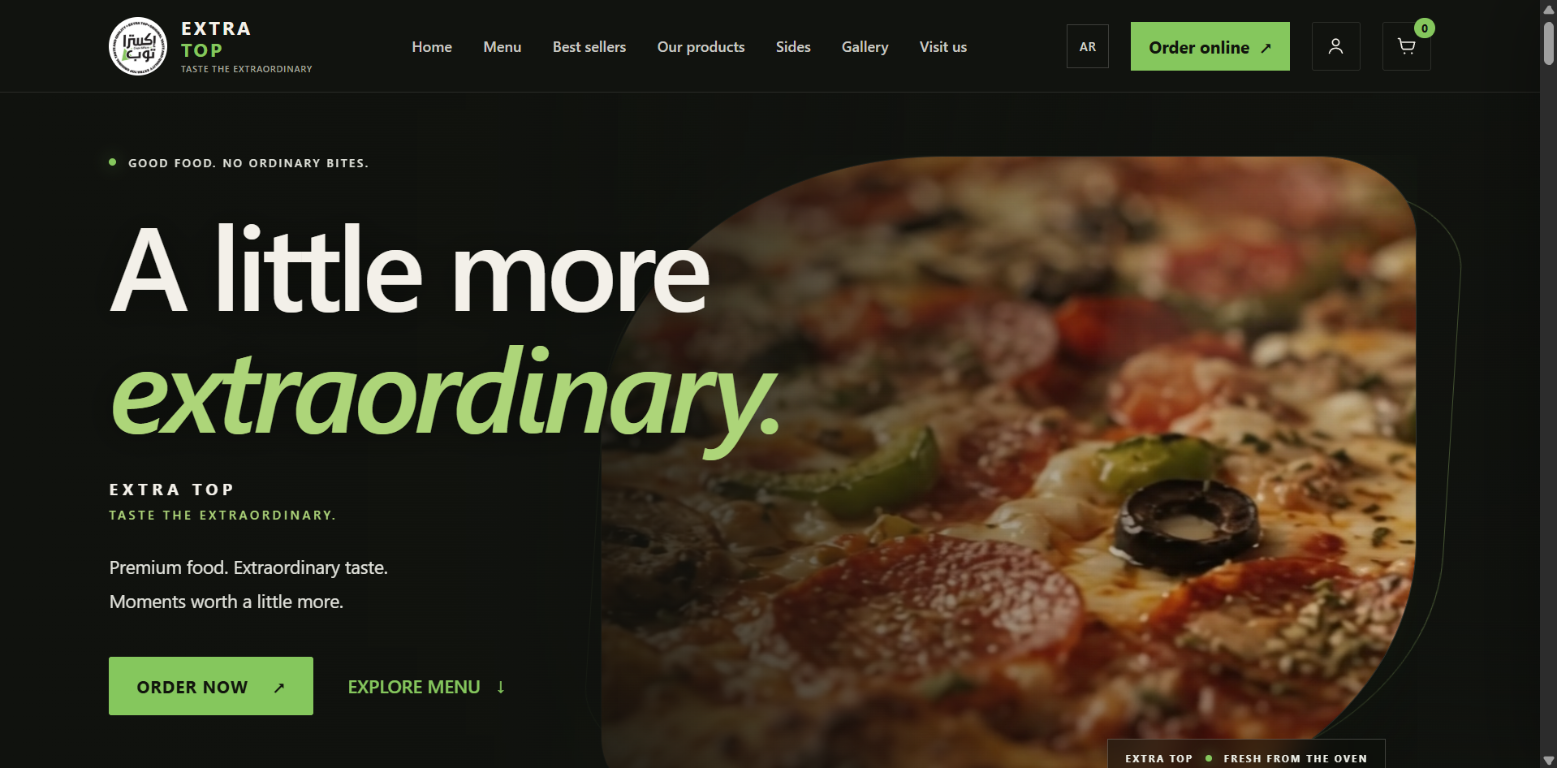 اكسترا
توب
EXTRA
TOP
TASTE THE EXTRAORDINARY
Home Menu Best sellers Our products Sides Gallery Visit us
AR
Order online ↗
0
GOOD FOOD. NO ORDINARY BITES.
A little more
extraordinary.
EXTRA TOP
TASTE THE EXTRAORDINARY.
Premium food. Extraordinary taste.
Moments worth a little more.
ORDER NOW ↗
EXPLORE MENU ↓
EXTRA TOP • FRESH FROM THE OVEN